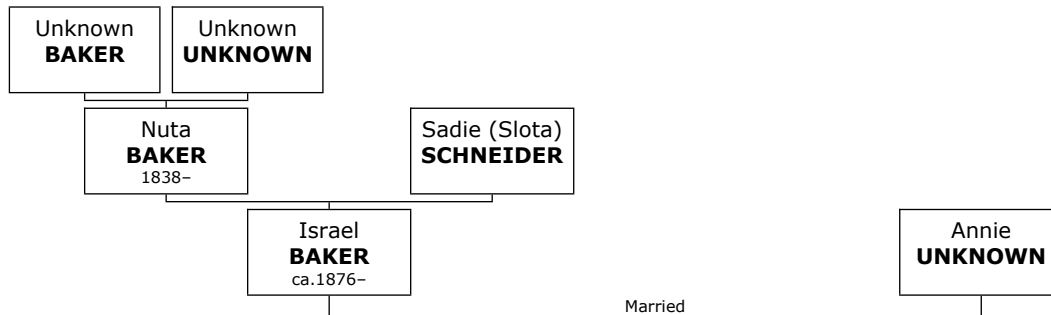 Unknown
BAKER
Unknown
UNKNOWN
Nuta
BAKER
1838–
Sadie (Slota)
SCHNEIDER
Israel
BAKER
ca.1876–
Annie
UNKNOWN
Married